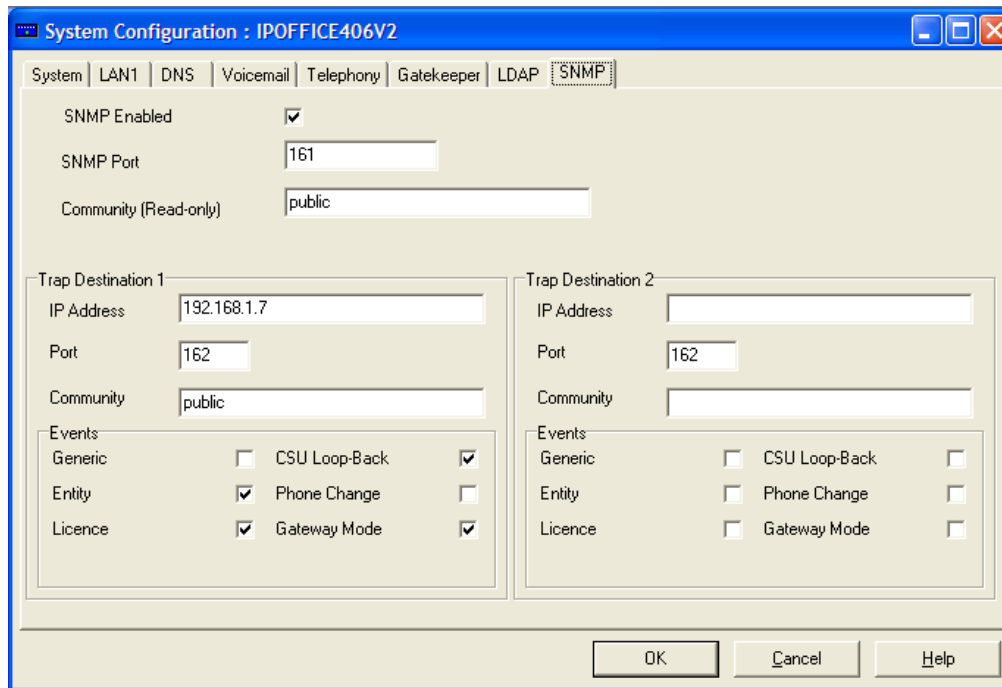 System Configuration : IPOFFICE406V2
System LAN1 DNS Voicemail Telephony Gatekeeper LDAP SNMP
SNMP Enabled
SNMP Port 161
Community (Read-only) public
Trap Destination 1
IP Address 192.168.1.7
Port 162
Community public
Events
Generic CSU Loop-Back
Entity Phone Change
Licence Gateway Mode
Trap Destination 2
IP Address
Port 162
Community
Events
Generic CSU Loop-Back
Entity Phone Change
Licence Gateway Mode
OK Cancel Help